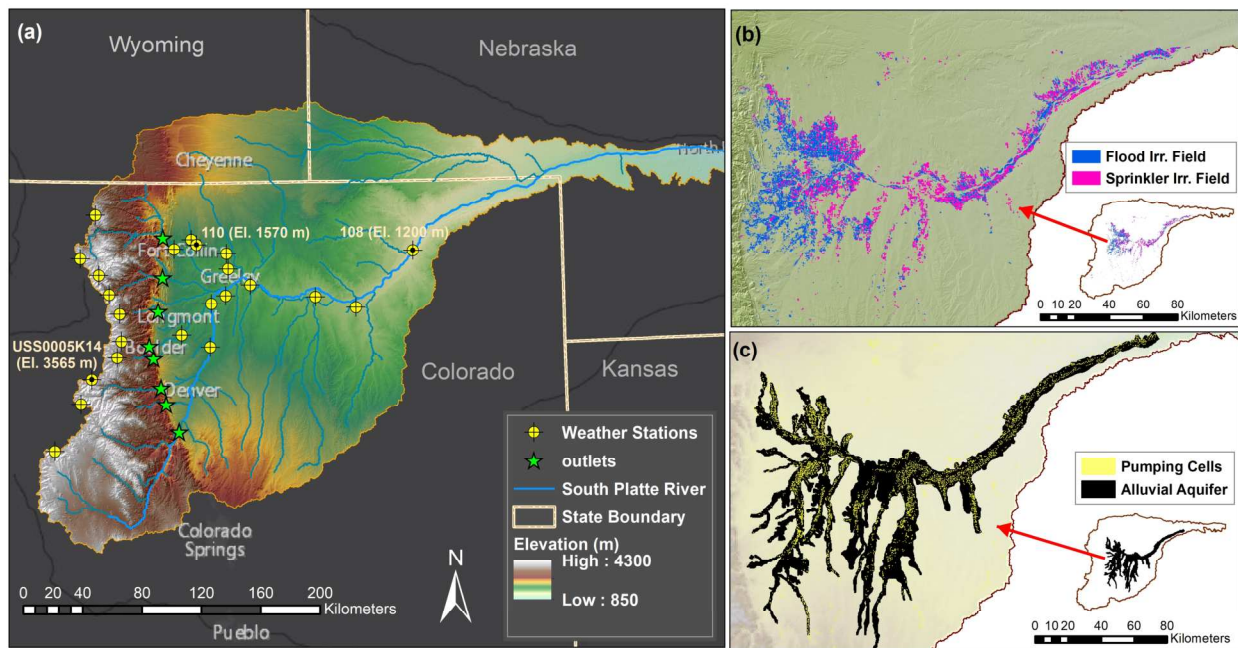 (a)
Wyoming
Nebraska
Cheyenne
North
110 (El. 1570 m)
108 (El. 1200 m)
Fort Collin
Greeley
Longmont
USS0005K14
(El. 3565 m)
Boulder
Denver
Colorado
Kansas
Colorado
Springs
Pueblo
Weather Stations
outlets
South Platte River
State Boundary
Elevation (m)
High : 4300
Low : 850
N
0 20 40 80 120 160 200
Kilometers
(b)
Flood Irr. Field
Sprinkler Irr. Field
0 10 20 40 60 80
Kilometers
(c)
Pumping Cells
Alluvial Aquifer
0 10 20 40 60 80
Kilometers